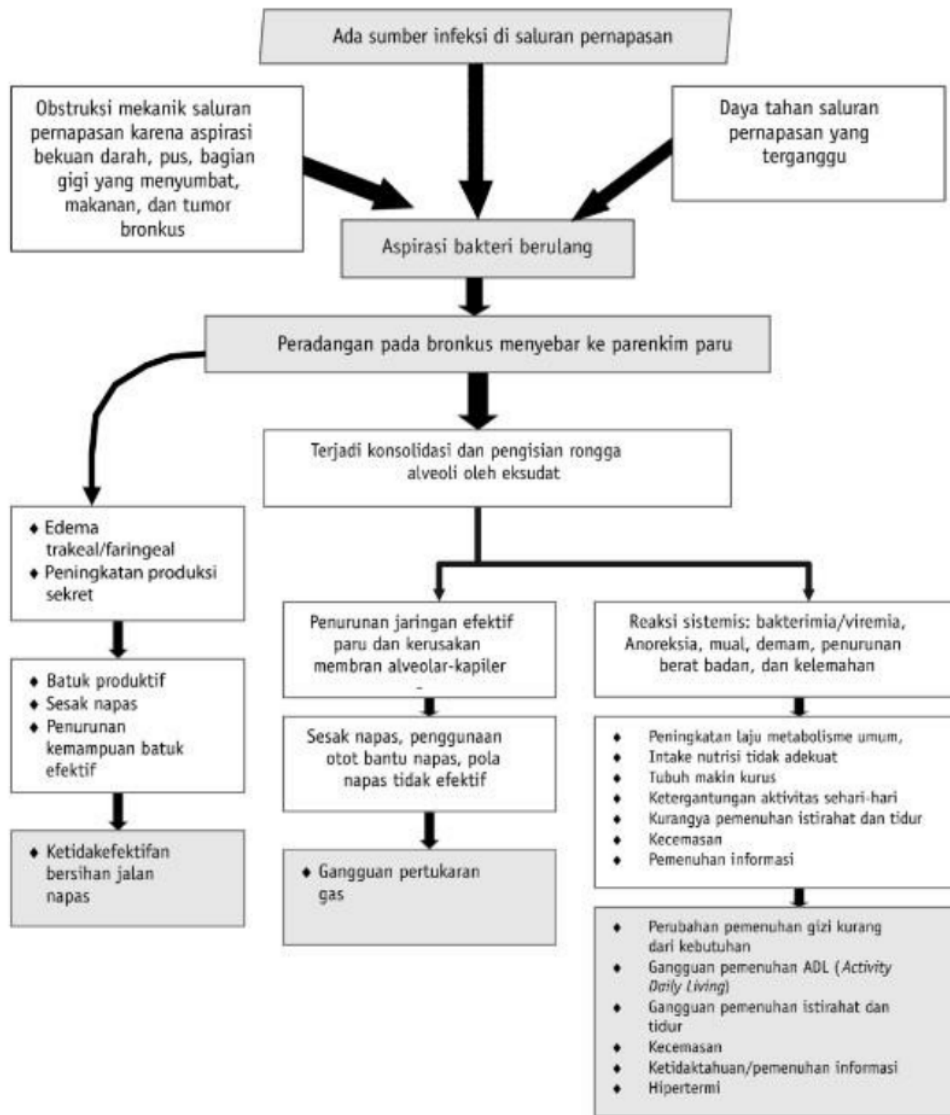 Ada sumber infeksi di saluran pernapasan
Obstruksi mekanik saluran
pernapasan karena aspirasi
bekuan darah, pus, bagian
gigi yang menyumbat,
makanan, dan tumor
bronkus
Daya tahan saluran
pernapasan yang
terganggu
Aspirasi bakteri berulang
Peradangan pada bronkus menyebar ke parenkim paru
Terjadi konsolidasi dan pengisian rongga
alveoli oleh eksudat
♦ Edema
trakeal/faringeal
♦ Peningkatan produksi
sekret
Penurunan jaringan efektif
paru dan kerusakan
membran alveolar-kapiler
Reaksi sistemis: bakterimia/viremia,
Anoreksia, mual, demam, penurunan
berat badan, dan kelemahan
♦ Batuk produktif
♦ Sesak napas
♦ Penurunan
kemampuan batuk
efektif
Sesak napas, penggunaan
otot bantu napas, pola
napas tidak efektif
♦ Peningkatan laju metabolisme umum,
♦ Intake nutrisi tidak adekuat
♦ Tubuh makin kurus
♦ Ketergantungan aktivitas sehari-hari
♦ Kurangya pemenuhan istirahat dan tidur
♦ Kecemasan
♦ Pemenuhan informasi
♦ Ketidakefektifan
bersihan jalan
napas
♦ Gangguan pertukaran
gas
♦ Perubahan pemenuhan gizi kurang
dari kebutuhan
♦ Gangguan pemenuhan ADL (Activity
Daily Living)
♦ Gangguan pemenuhan istirahat dan
tidur
♦ Kecemasan
♦ Ketidaktahuan/pemenuhan informasi
♦ Hipertermi